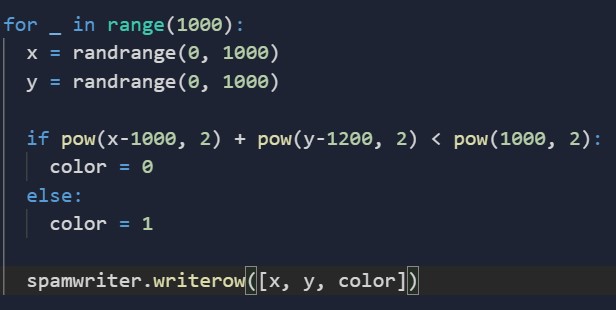 for _ in range(1000):
  x = randrange(0, 1000)
  y = randrange(0, 1000)

  if pow(x-1000, 2) + pow(y-1200, 2) < pow(1000, 2):
    color = 0
  else:
    color = 1

  spamwriter.writerow([x, y, color])